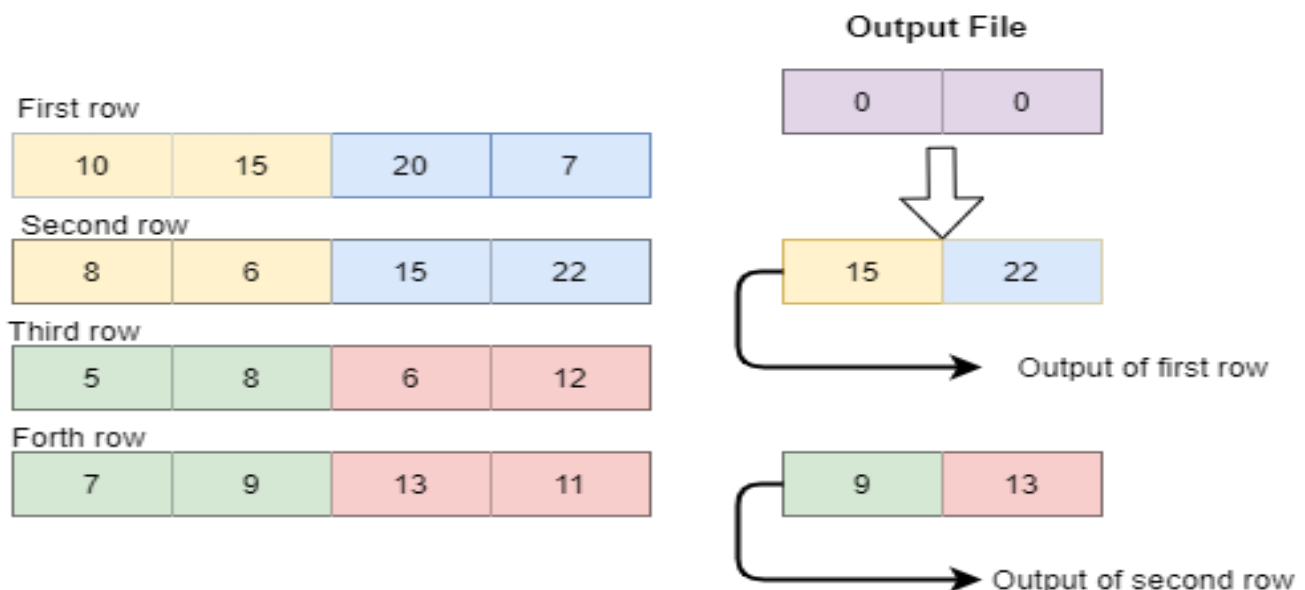 Output File
0 0
First row
10 15 20 7
Second row
8 6 15 22
15 22
Third row
5 8 6 12
Output of first row
Forth row
7 9 13 11
9 13
Output of second row